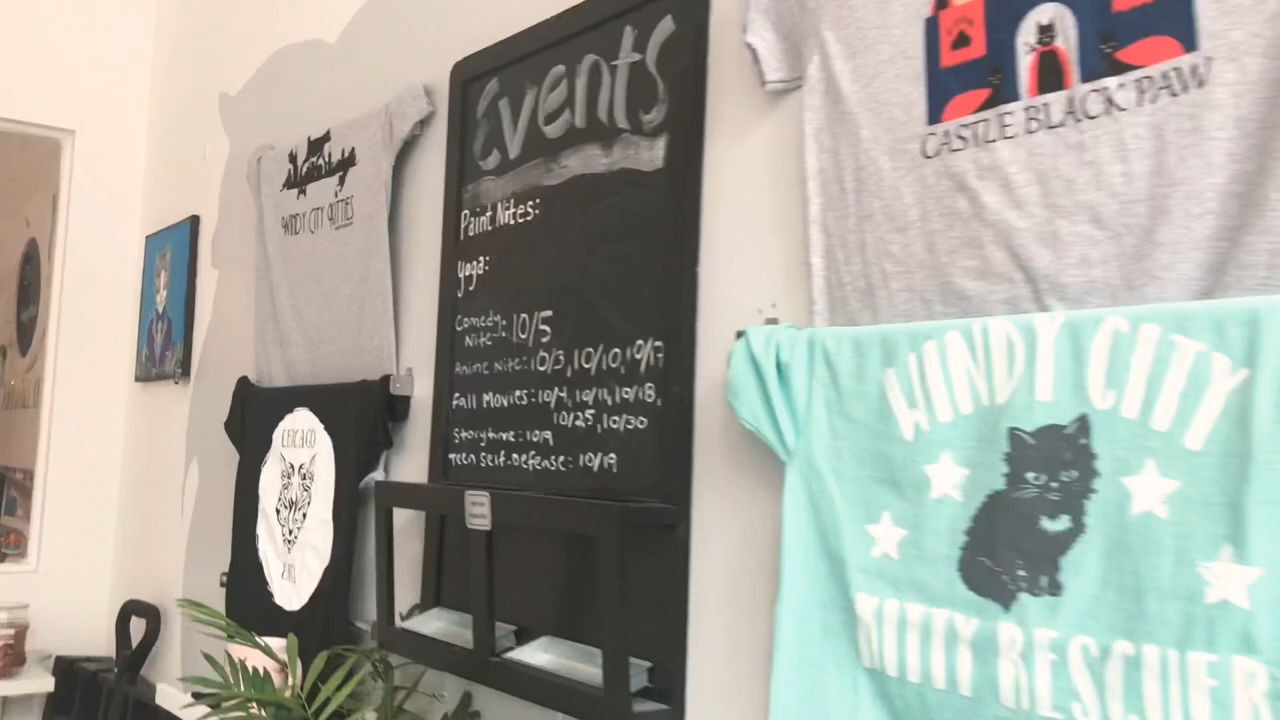 Events
Paint Nites:
Yoga:
Comedy
Nite: 10/5
Anime Nite: 10/3, 10/10, 10/17
Fall Movies: 10/4, 10/11, 10/18,
10/25, 10/30
Storytime: 10/9
Teen Self-Defense: 10/19
WINDY CITY KITTIES
CHICAGO
CASTLE BLACK PAW
WINDY CITY
KITTY RESCUER